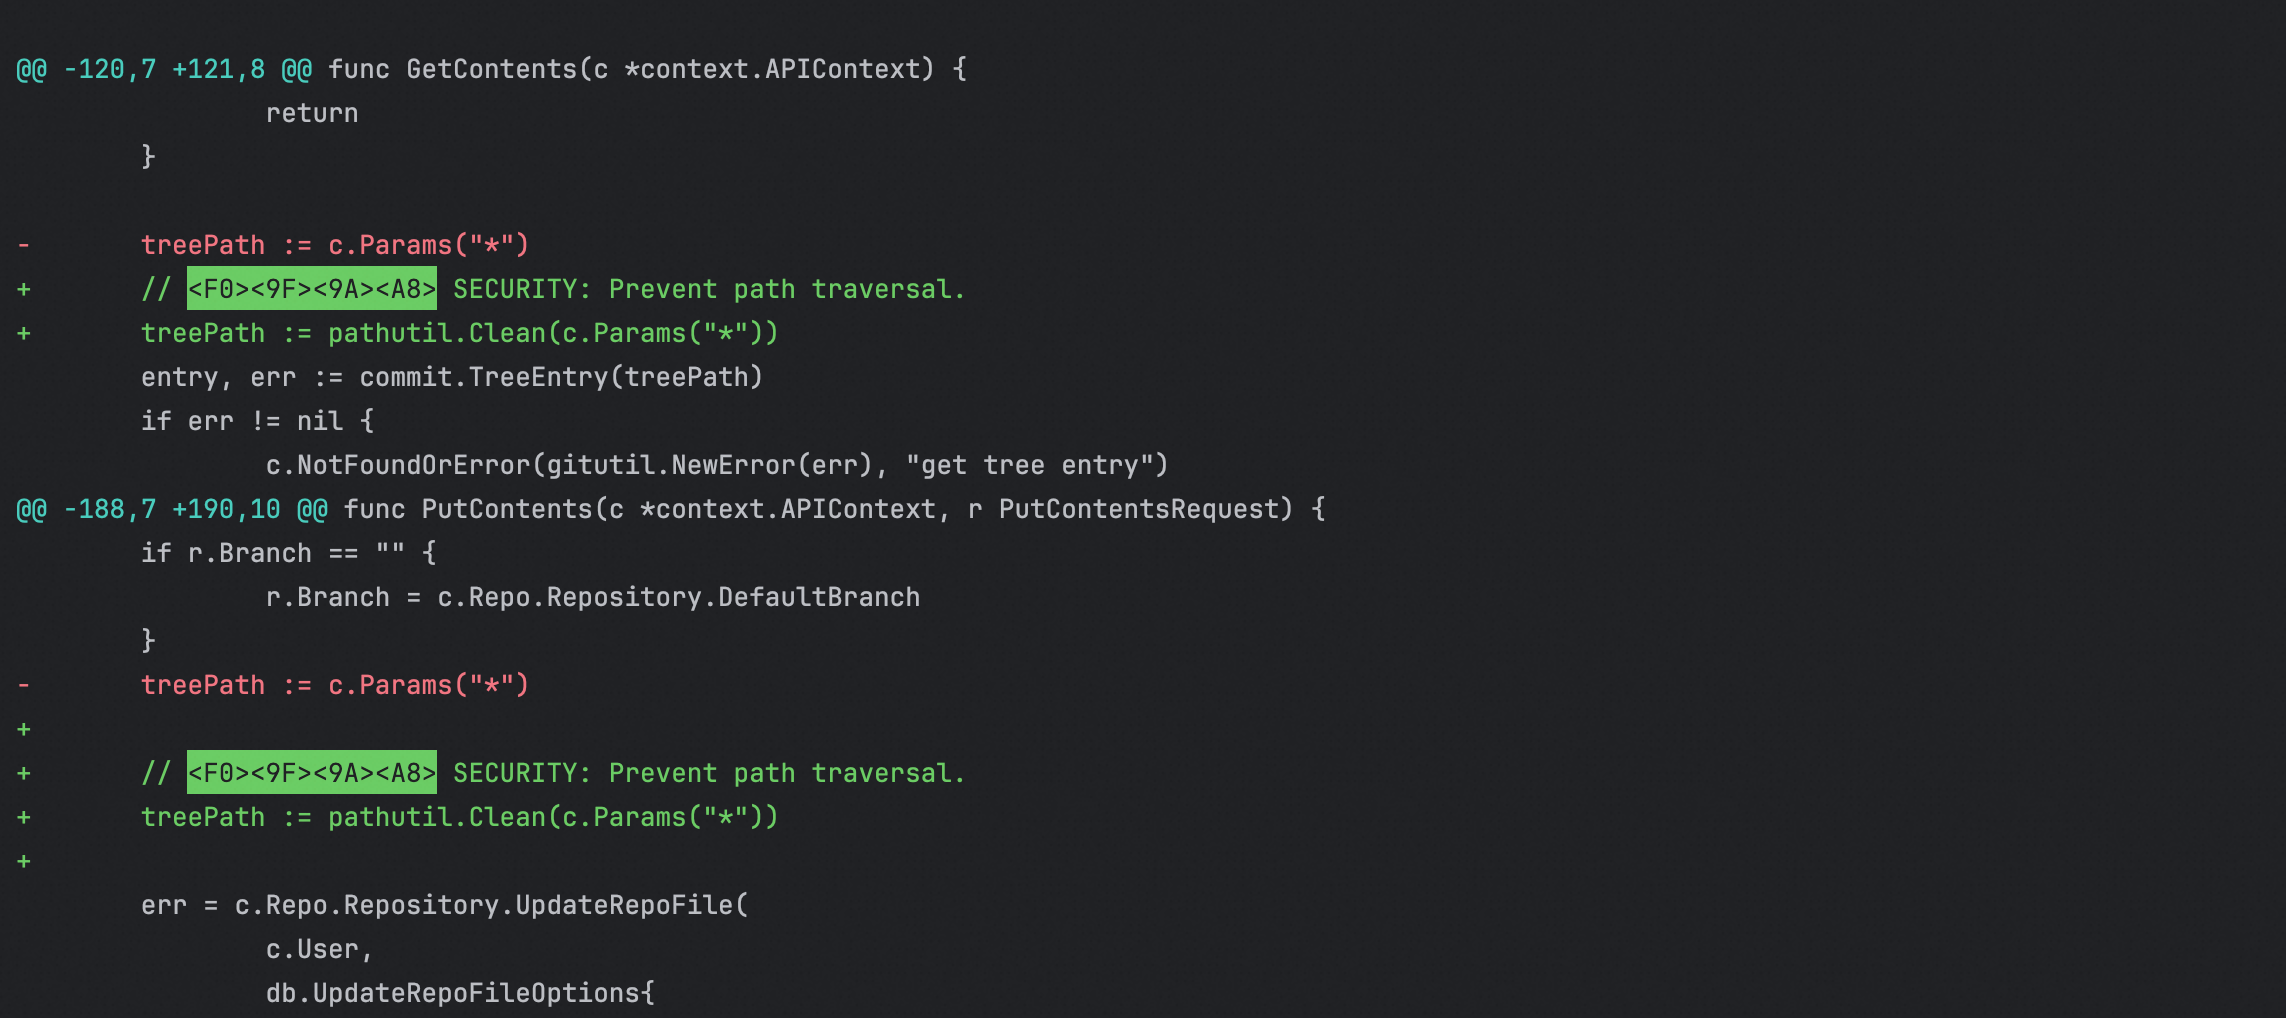 @@ -120,7 +121,8 @@ func GetContents(c *context.APIContext) {
                return
        }

-       treePath := c.Params("*")
+       // <F0><9F><9A><A8> SECURITY: Prevent path traversal.
+       treePath := pathutil.Clean(c.Params("*"))
        entry, err := commit.TreeEntry(treePath)
        if err != nil {
                c.NotFoundOrError(gitutil.NewError(err), "get tree entry")
@@ -188,7 +190,10 @@ func PutContents(c *context.APIContext, r PutContentsRequest) {
        if r.Branch == "" {
                r.Branch = c.Repo.Repository.DefaultBranch
        }
-       treePath := c.Params("*")
+
+       // <F0><9F><9A><A8> SECURITY: Prevent path traversal.
+       treePath := pathutil.Clean(c.Params("*"))
+
        err = c.Repo.Repository.UpdateRepoFile(
                c.User,
                db.UpdateRepoFileOptions{